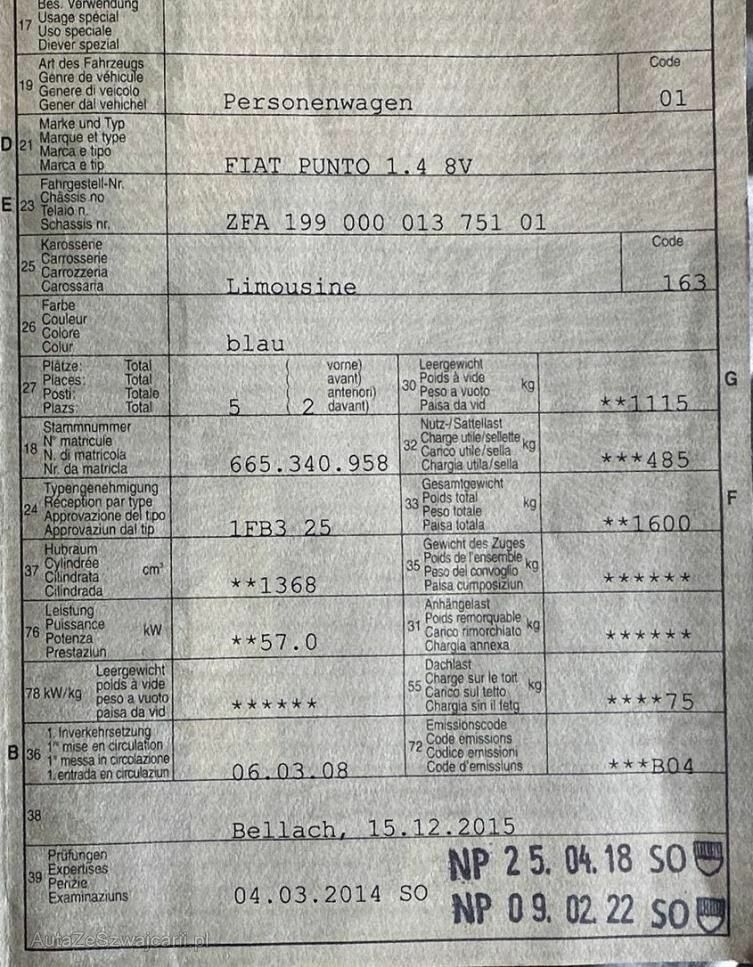 Bes. Verwendung
17 Usage spécial
Uso speciale
Diever spezial
Art des Fahrzeugs Code
19 Genre de véhicule
Genere di veicolo
Gener dal vehichel Personenwagen 01
Marke und Typ
D 21 Marque et type
Marca e tipo
Marca e tip FIAT PUNTO 1.4 8V
Fahrgestell-Nr.
E 23 Châssis no
Telaio n.
Schassis nr. ZFA 199 000 013 751 01
Karosserie Code
25 Carrosserie
Carrozzeria
Carossaria Limousine 163
Farbe
26 Couleur
Colore
Colur blau
Plätze: Total ( vorne)
27 Places: Total ( avant)
Posti: Totale ( anteriori)
Plazs: Total 5 ( 2 davant)
Leergewicht G
30 Poids à vide kg
Peso a vuoto
Paisa da vid **1115
Stammnummer
18 N° matricule
N. di matricola
Nr. da matricla 665.340.958
Nutz-/Sattellast
32 Charge utile/sellette kg
Carico utile/sella
Chargia utila/sella ***485
Typengenehmigung
24 Réception par type
Approvazione del tipo
Approvaziun dal tip 1FB3 25
Gesamtgewicht F
33 Poids total kg
Peso totale
Paisa totala **1600
Hubraum
37 Cylindrée cm³
Cilindrata
Cilindrada **1368
Gewicht des Zuges
35 Poids de l'ensemble kg
Peso del convoglio
Paisa cumposiziun ******
Leistung
76 Puissance kW
Potenza
Prestaziun **57.0
Anhängelast
31 Poids remorquable kg
Carico rimorchiato
Chargia annexa ******
Leergewicht
78 kW/kg poids à vide
peso a vuoto
paisa da vid ******
Dachlast
55 Charge sur le toit kg
Carico sul tetto
Chargia sin il tetg ****75
1. Inverkehrsetzung
B 36 1re mise en circulation
1a messa in circolazione
1. entrada en circulaziun 06.03.08
Emissionscode
72 Code émissions
Codice emissioni
Code d'emissiuns ***B04
38
Bellach, 15.12.2015
Prüfungen
39 Expertises
Perizie
Examinaziuns 04.03.2014 SO
NP 25. 04. 18 SO
NP 09. 02. 22 SO
AutaZeSzwajcarii.pl